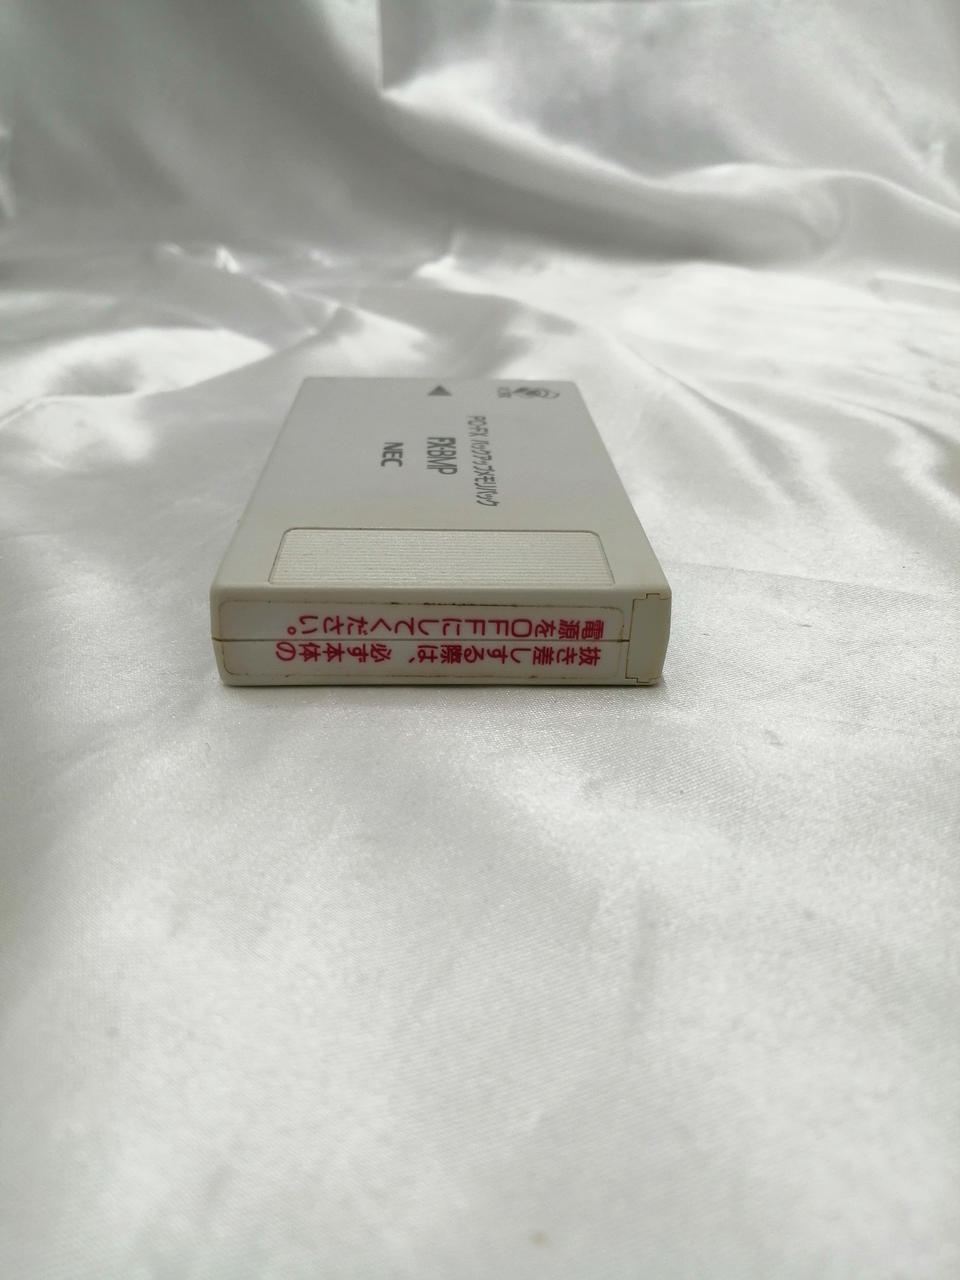 PC-FX バックアップメモリパック
FX-BMP
NEC
抜き差しする際は、必ず本体の
電源をOFFにしてください。